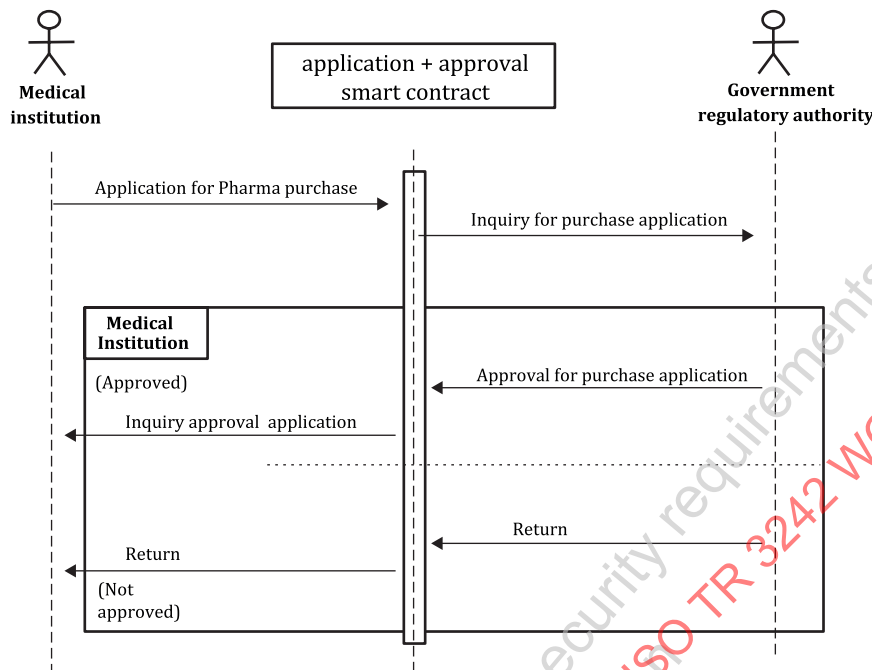 Medical
institution
application + approval
smart contract
Government
regulatory authority
Application for Pharma purchase
Inquiry for purchase application
Medical
Institution
(Approved)
Approval for purchase application
Inquiry approval application
Return
Return
(Not
approved)
security requirements
ISO TR 3242